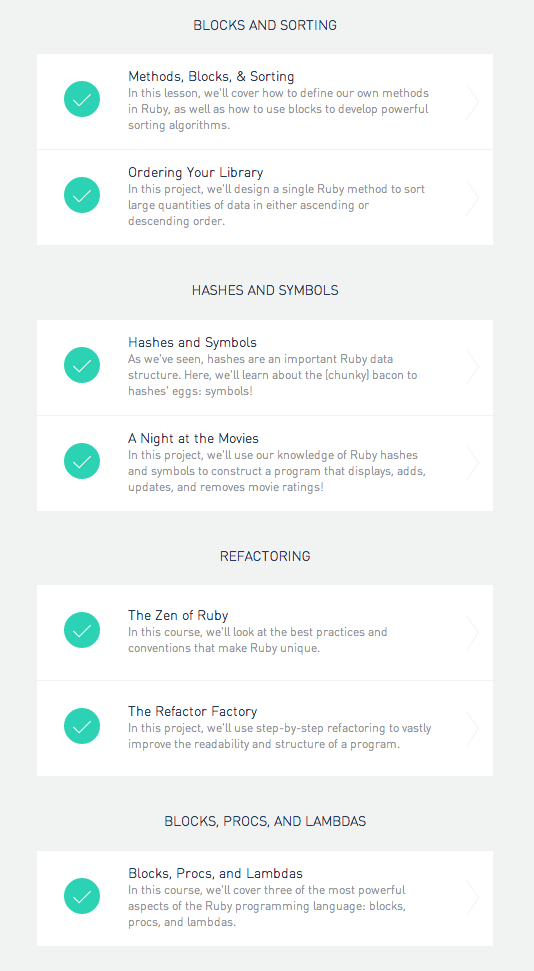 BLOCKS AND SORTING
Methods, Blocks, & Sorting
In this lesson, we'll cover how to define our own methods
in Ruby, as well as how to use blocks to develop powerful
sorting algorithms.
Ordering Your Library
In this project, we'll design a single Ruby method to sort
large quantities of data in either ascending or
descending order.
HASHES AND SYMBOLS
Hashes and Symbols
As we've seen, hashes are an important Ruby data
structure. Here, we'll learn about the (chunky) bacon to
hashes' eggs: symbols!
A Night at the Movies
In this project, we'll use our knowledge of Ruby hashes
and symbols to construct a program that displays, adds,
updates, and removes movie ratings!
REFACTORING
The Zen of Ruby
In this course, we'll look at the best practices and
conventions that make Ruby unique.
The Refactor Factory
In this project, we'll use step-by-step refactoring to vastly
improve the readability and structure of a program.
BLOCKS, PROCS, AND LAMBDAS
Blocks, Procs, and Lambdas
In this course, we'll cover three of the most powerful
aspects of the Ruby programming language: blocks,
procs, and lambdas.